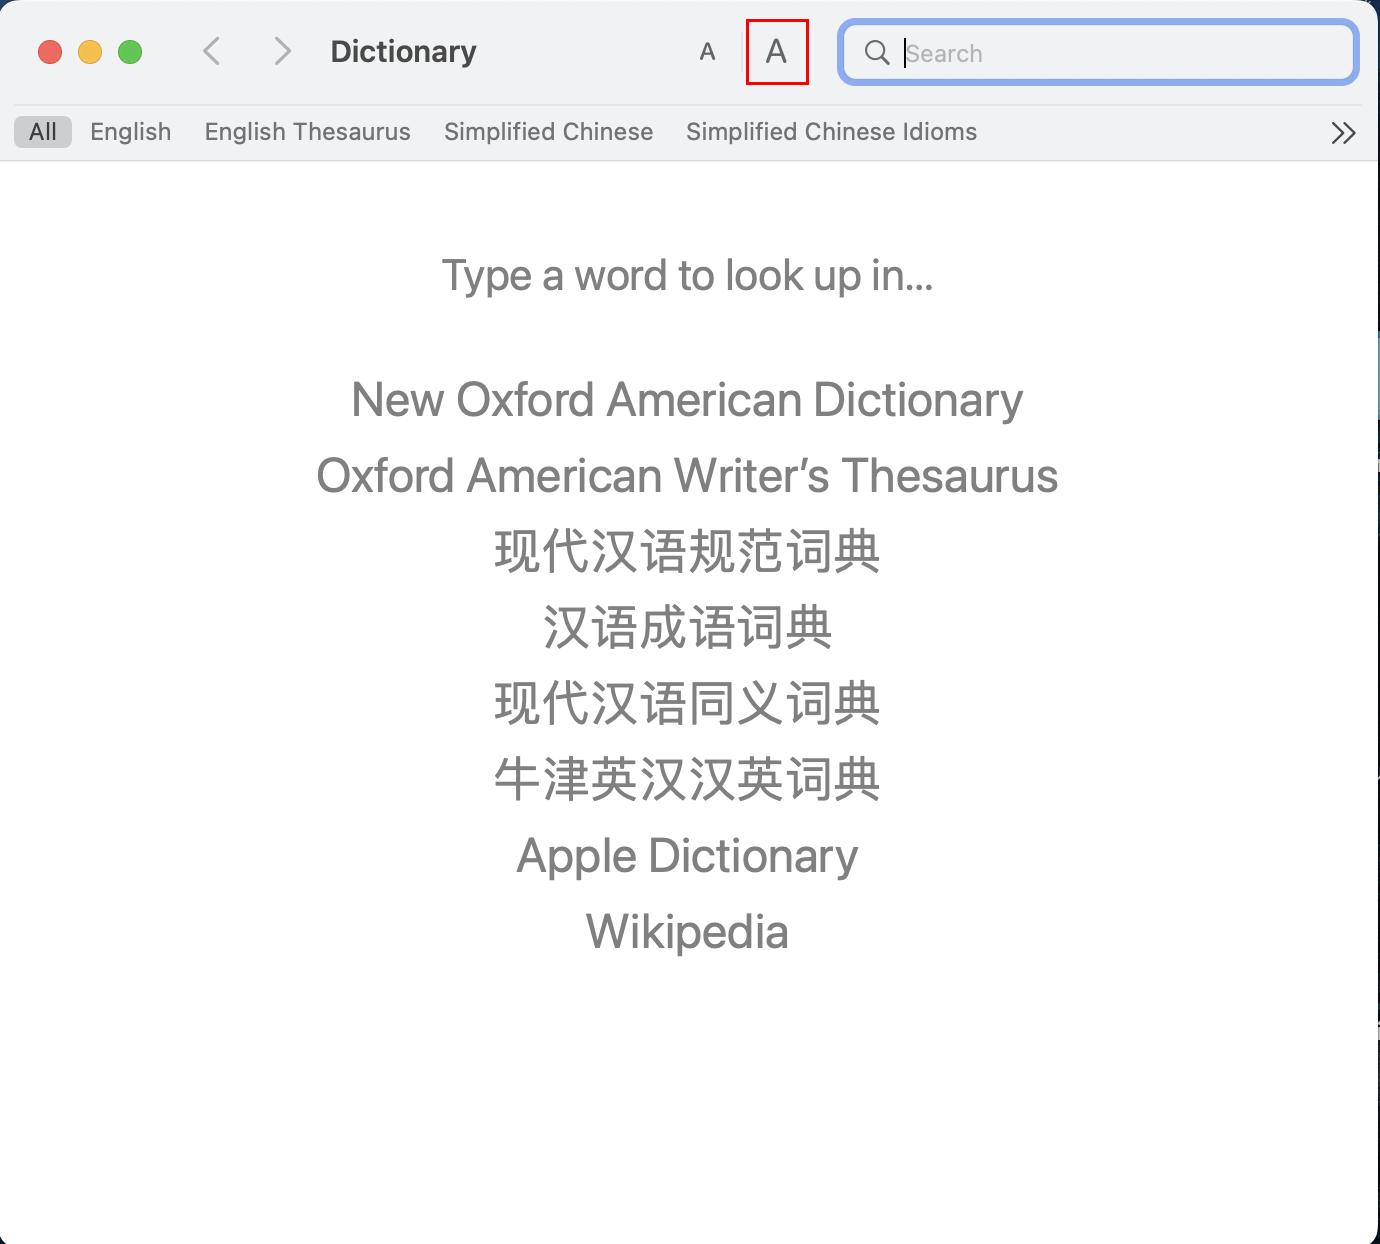 Dictionary
A
A
Search
All
English
English Thesaurus
Simplified Chinese
Simplified Chinese Idioms
Type a word to look up in...
New Oxford American Dictionary
Oxford American Writer’s Thesaurus
现代汉语规范词典
汉语成语词典
现代汉语同义词典
牛津英汉汉英词典
Apple Dictionary
Wikipedia